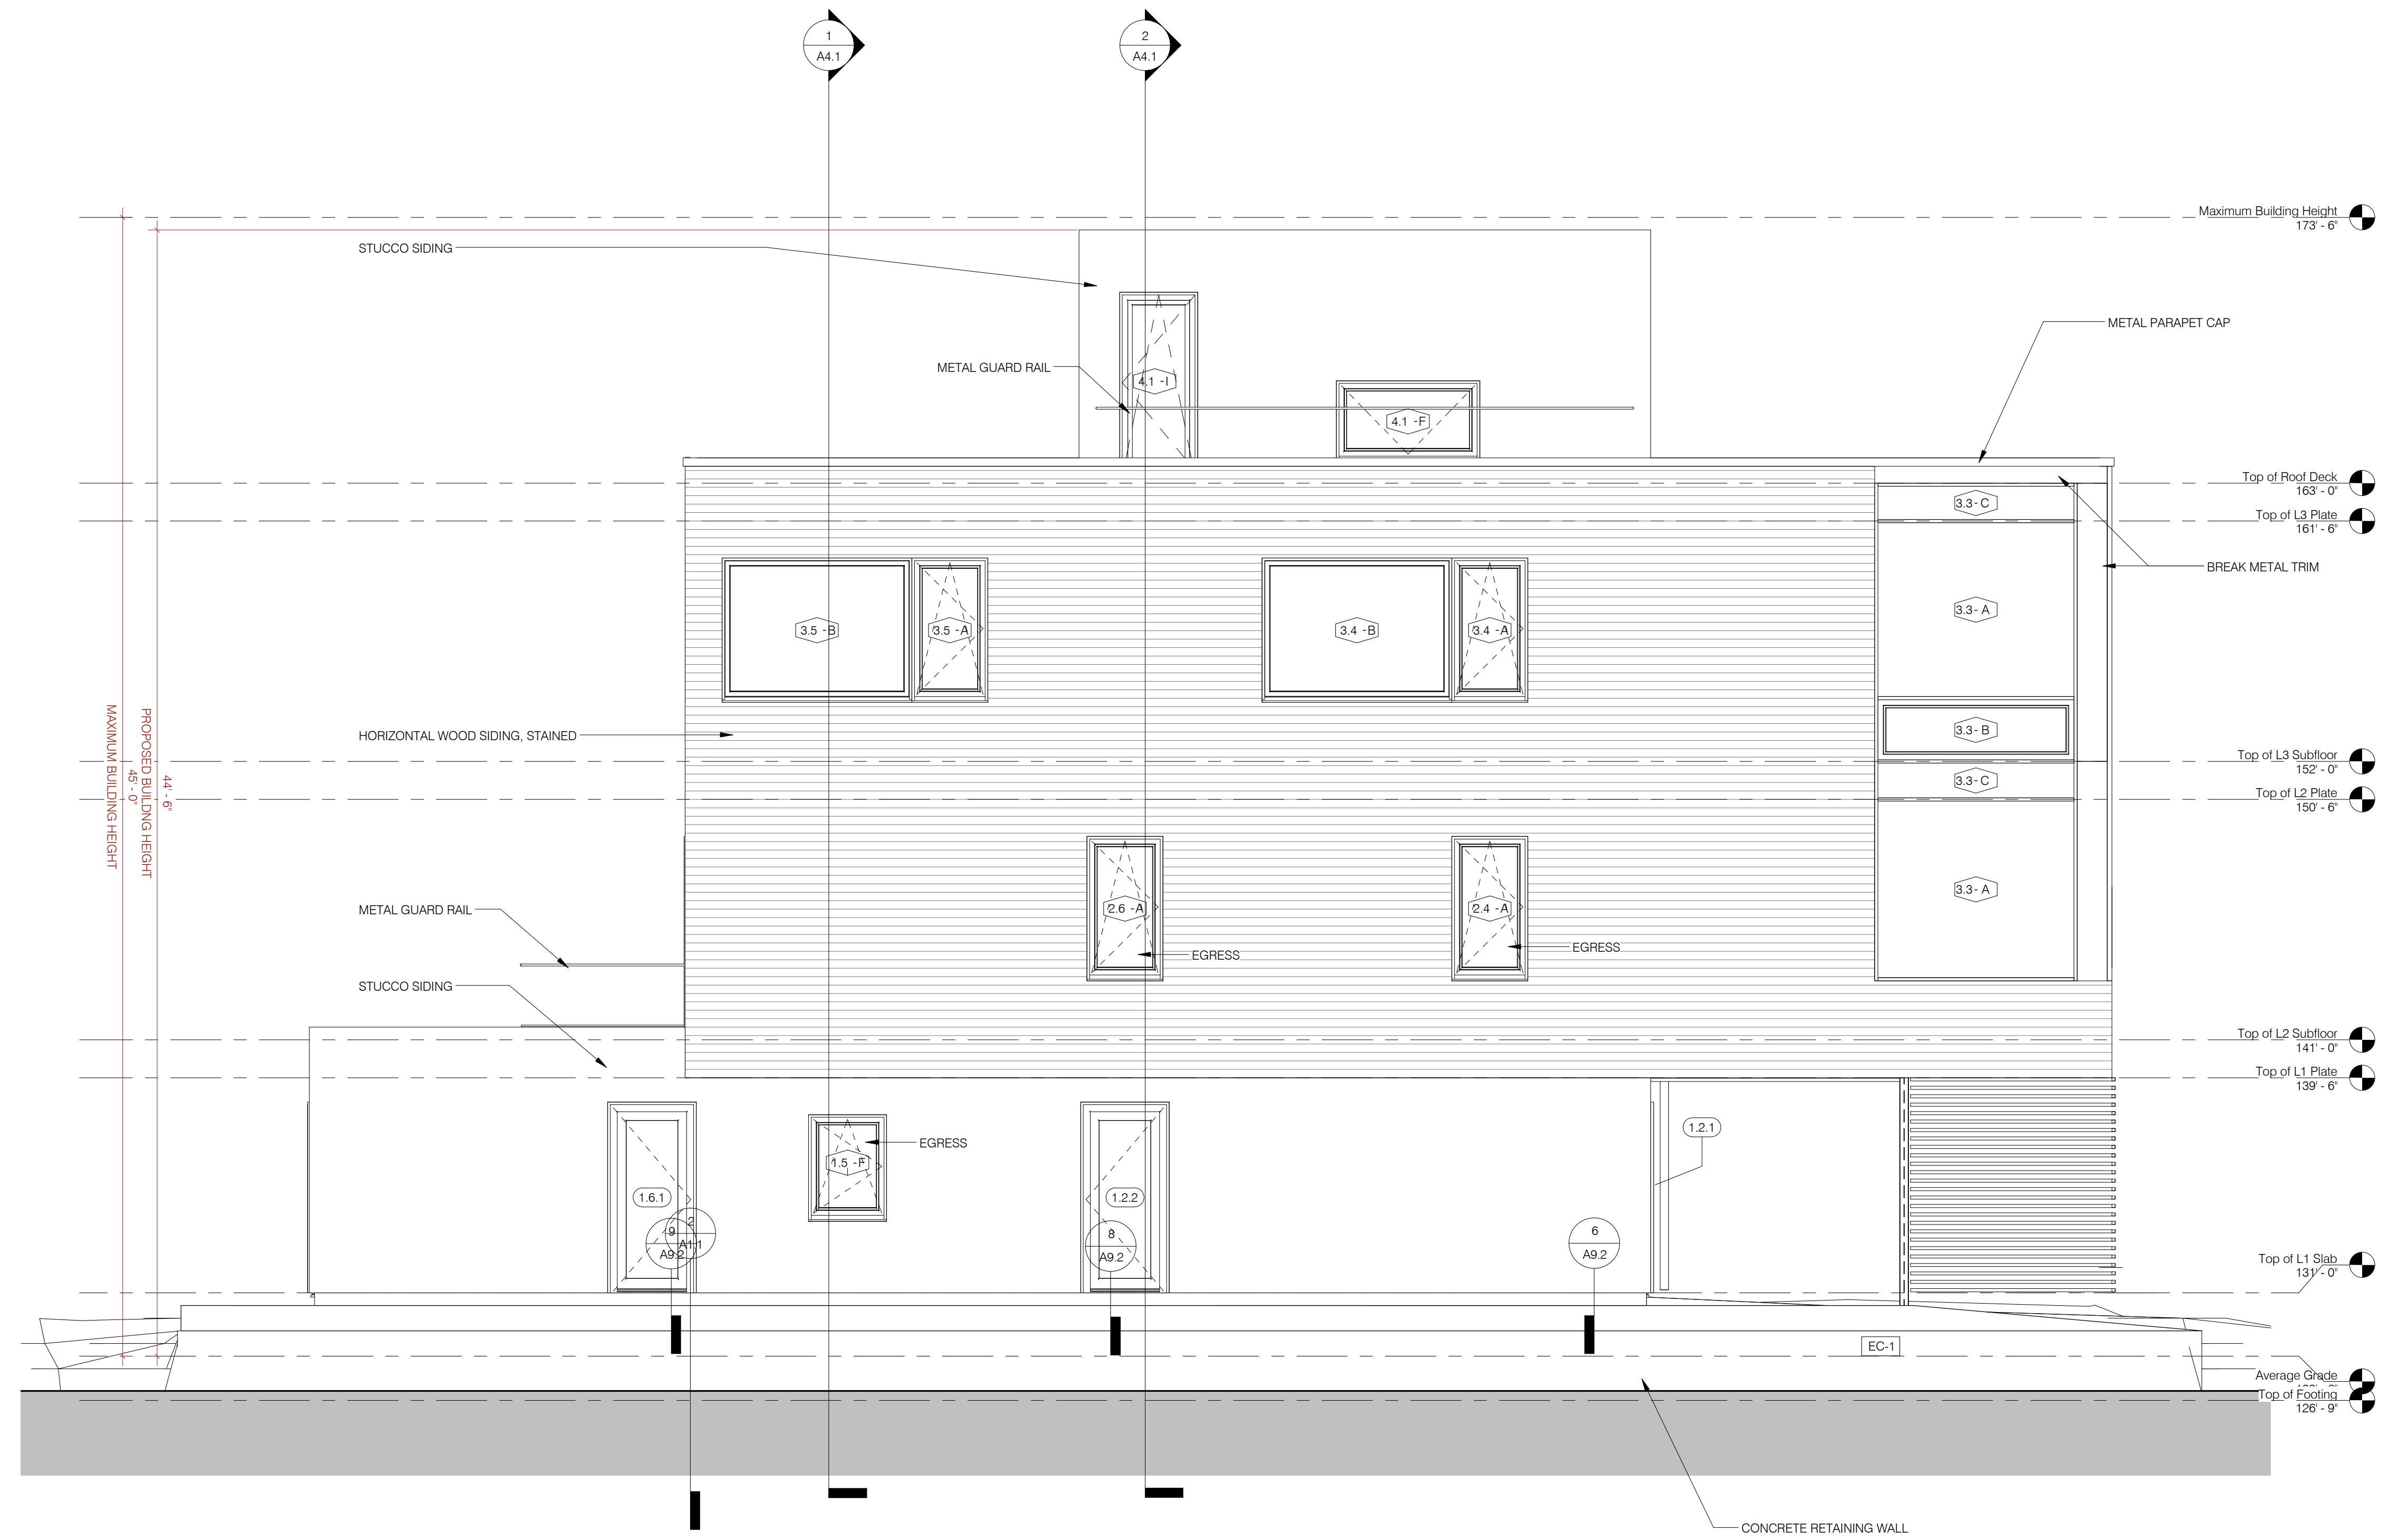 1
A4.1
2
A4.1
Maximum Building Height
173' - 6"
STUCCO SIDING
METAL PARAPET CAP
METAL GUARD RAIL
4.1 -I
4.1 -F
Top of Roof Deck
163' - 0"
3.3- C
Top of L3 Plate
161' - 6"
BREAK METAL TRIM
3.3- A
3.5 -B
3.5 -A
3.4 -B
3.4 -A
HORIZONTAL WOOD SIDING, STAINED
3.3- B
Top of L3 Subfloor
152' - 0"
3.3- C
Top of L2 Plate
150' - 6"
MAXIMUM BUILDING HEIGHT
45' - 0"
PROPOSED BUILDNG HEIGHT
44' - 6"
3.3- A
METAL GUARD RAIL
2.6 -A
2.4 -A
EGRESS
EGRESS
STUCCO SIDING
Top of L2 Subfloor
141' - 0"
Top of L1 Plate
139' - 6"
1.2.1
EGRESS
1.5 -F
1.6.1
1.2.2
2
A1.1
9
A9.2
8
A9.2
6
A9.2
Top of L1 Slab
131' - 0"
EC-1
Average Grade
Top of Footing
126' - 9"
CONCRETE RETAINING WALL